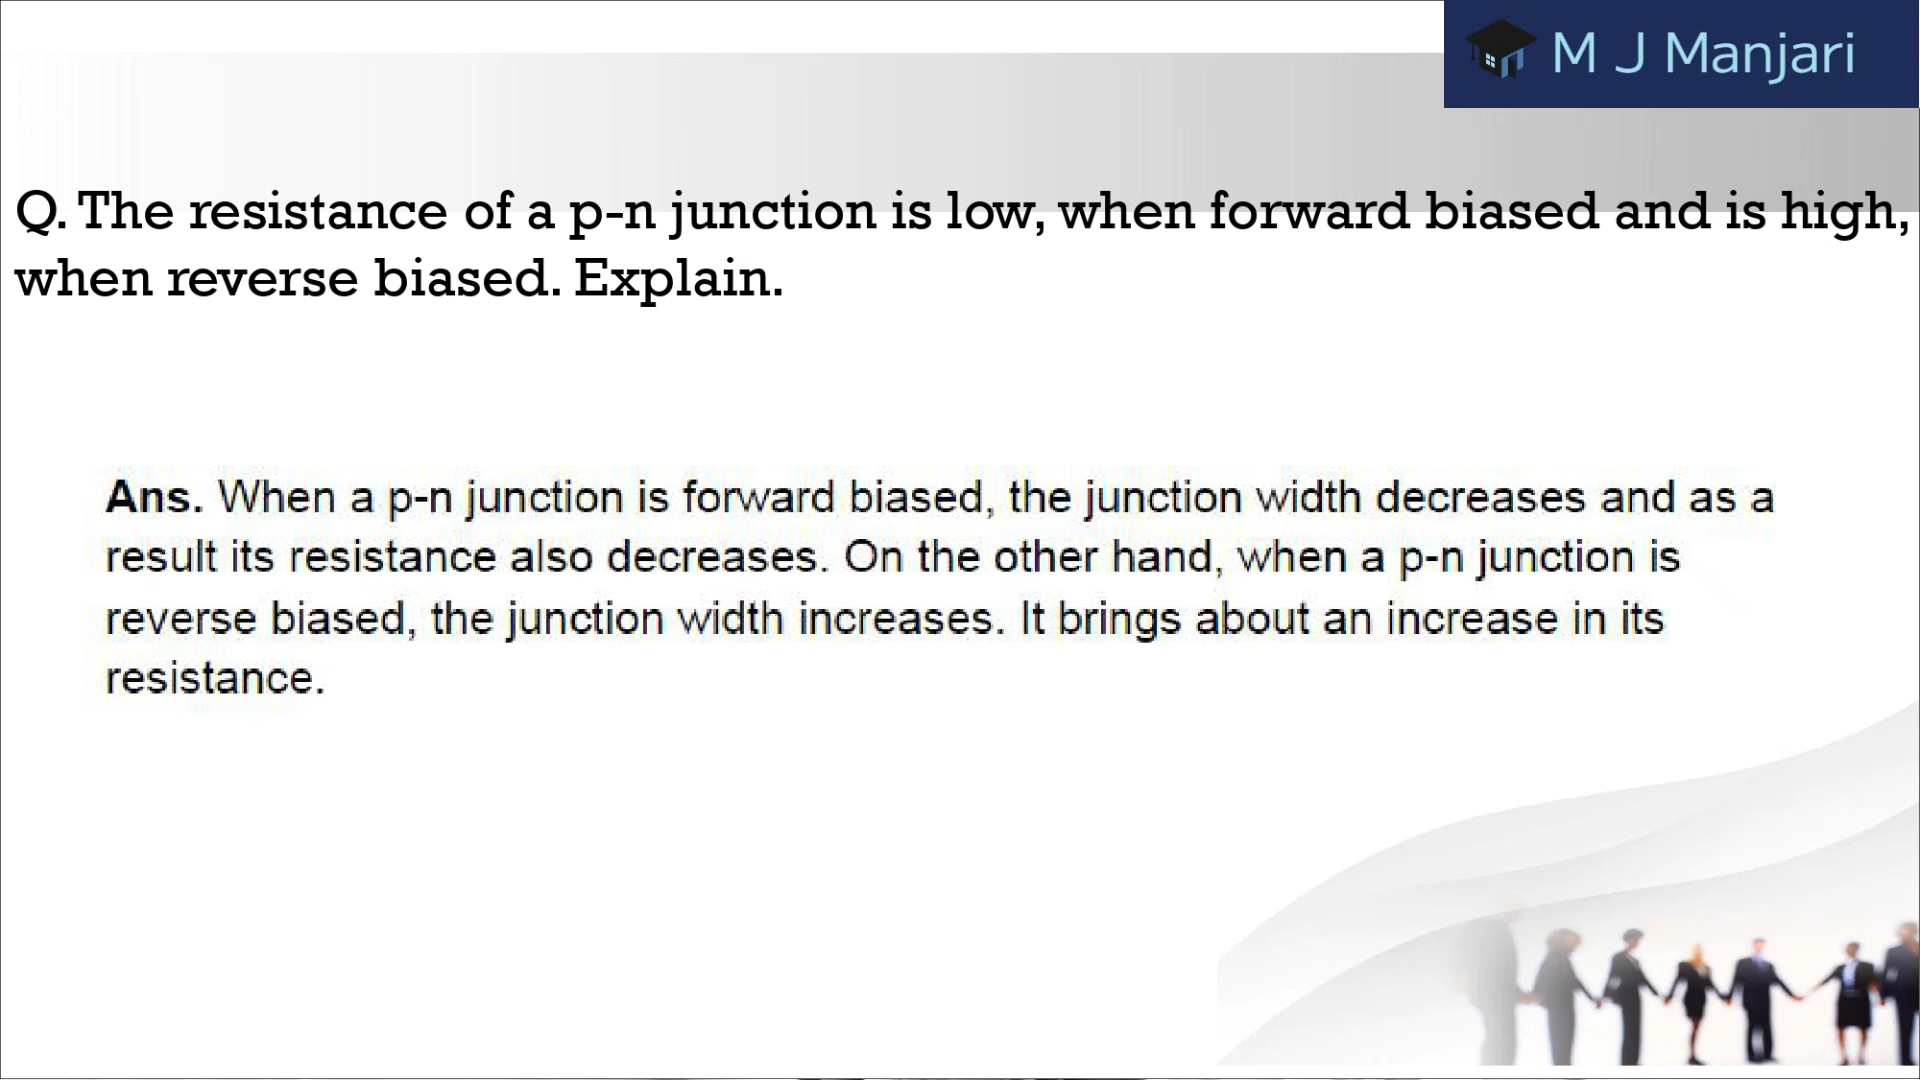 M J Manjari
Q. The resistance of a p-n junction is low, when forward biased and is high,
when reverse biased. Explain.
Ans. When a p-n junction is forward biased, the junction width decreases and as a
result its resistance also decreases. On the other hand, when a p-n junction is
reverse biased, the junction width increases. It brings about an increase in its
resistance.